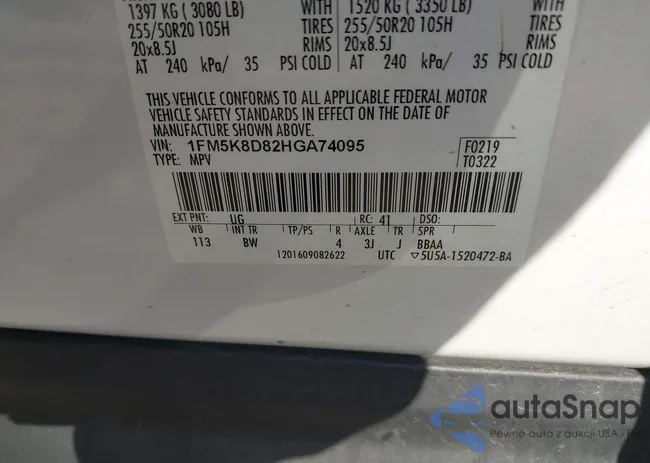 1397 KG ( 3080 LB) WITH 1520 KG ( 3350 LB) WITH
255/50R20 105H TIRES 255/50R20 105H TIRES
20x8.5J RIMS 20x8.5J RIMS
AT 240 kPa/ 35 PSI COLD AT 240 kPa/ 35 PSI COLD
THIS VEHICLE CONFORMS TO ALL APPLICABLE FEDERAL MOTOR
VEHICLE SAFETY STANDARDS IN EFFECT ON THE DATE OF
MANUFACTURE SHOWN ABOVE.
VIN: 1FM5K8D82HGA74095 F0219
TYPE: MPV T0322
EXT PNT: UG RC: 41 DSO:
WB INT TR TP/PS R AXLE TR SPR
113 BW 4 3J J BBAA
1201609082622 UTC ▽5U5A-1520472-BA
autoSnap
Pewne auto z aukcji USA